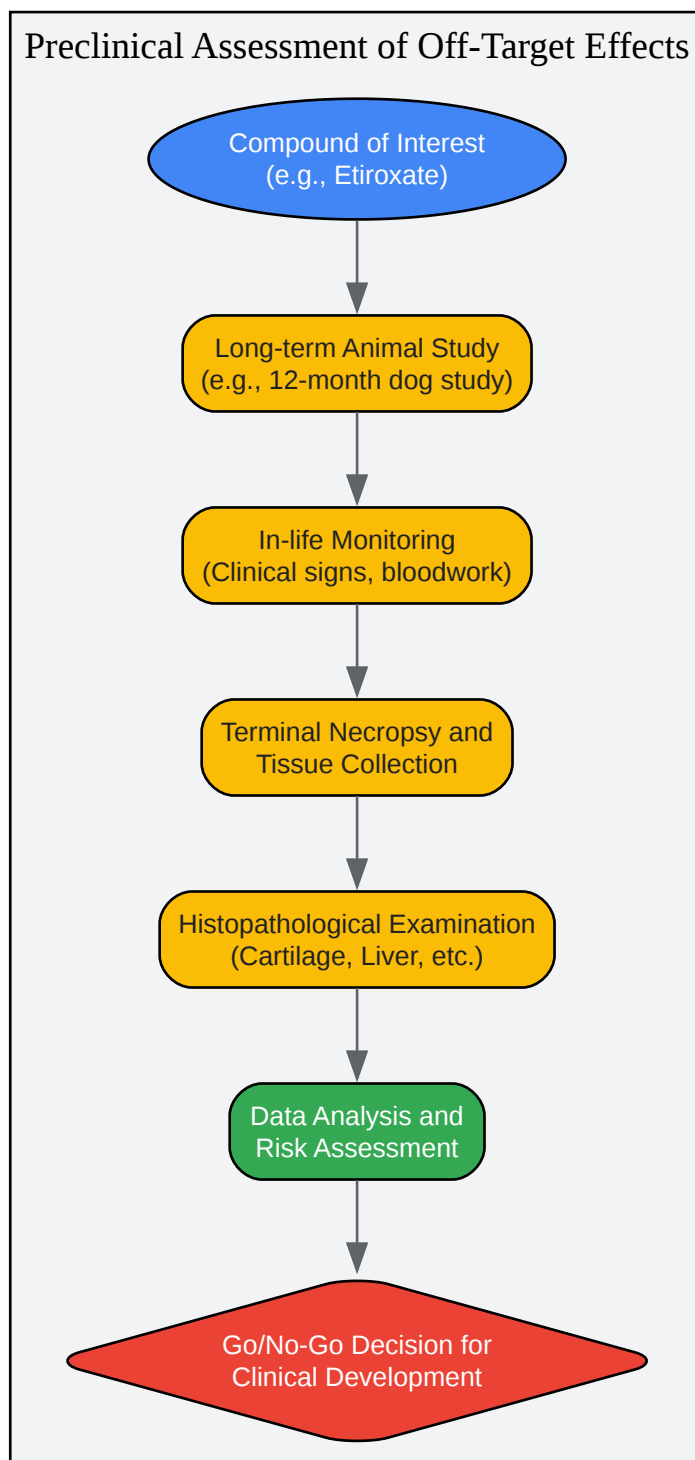 Preclinical Assessment of Off-Target Effects
Compound of Interest
(e.g., Etiroxate)
Long-term Animal Study
(e.g., 12-month dog study)
In-life Monitoring
(Clinical signs, bloodwork)
Terminal Necropsy and
Tissue Collection
Histopathological Examination
(Cartilage, Liver, etc.)
Data Analysis and
Risk Assessment
Go/No-Go Decision for
Clinical Development